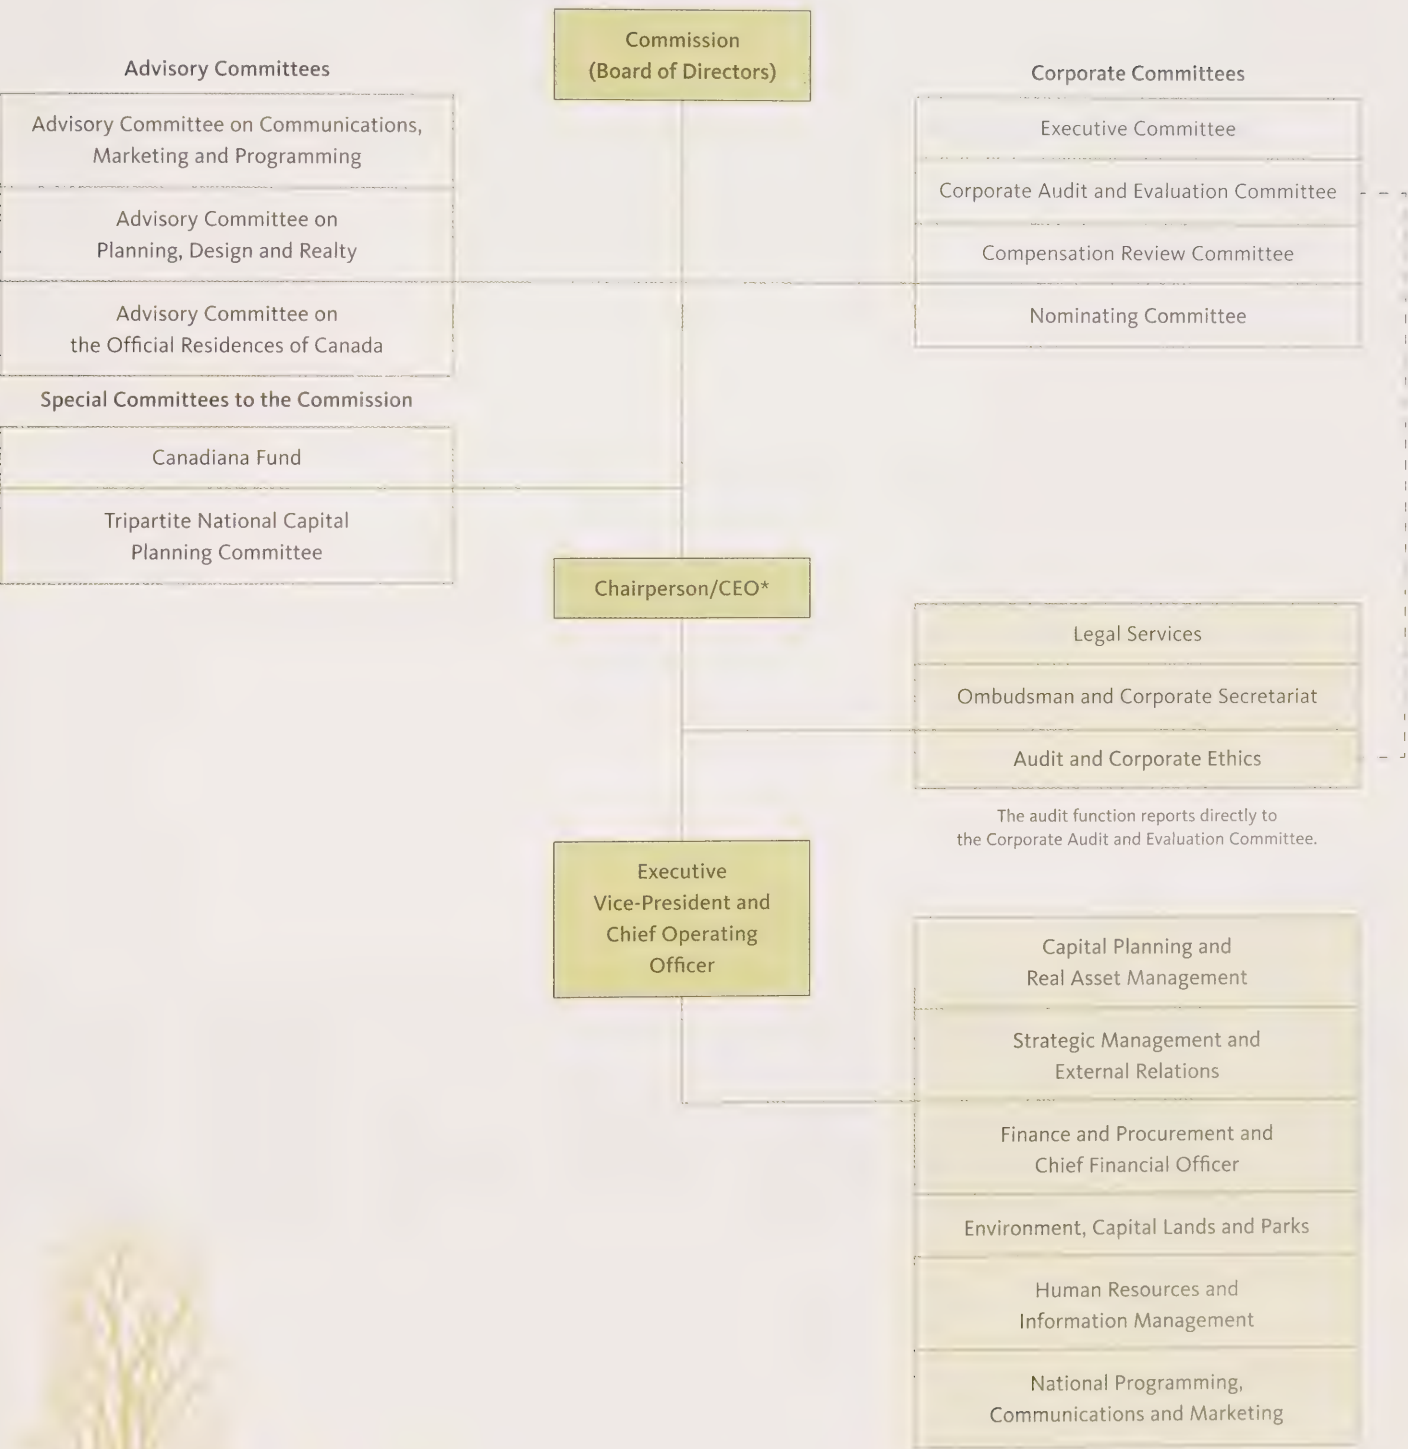 Commission
(Board of Directors)
Advisory Committees
Advisory Committee on Communications,
Marketing and Programming
Advisory Committee on
Planning, Design and Realty
Advisory Committee on
the Official Residences of Canada
Special Committees to the Commission
Canadiana Fund
Tripartite National Capital
Planning Committee
Corporate Committees
Executive Committee
Corporate Audit and Evaluation Committee
Compensation Review Committee
Nominating Committee
Chairperson/CEO*
Legal Services
Ombudsman and Corporate Secretariat
Audit and Corporate Ethics
The audit function reports directly to
the Corporate Audit and Evaluation Committee.
Executive
Vice-President and
Chief Operating
Officer
Capital Planning and
Real Asset Management
Strategic Management and
External Relations
Finance and Procurement and
Chief Financial Officer
Environment, Capital Lands and Parks
Human Resources and
Information Management
National Programming,
Communications and Marketing